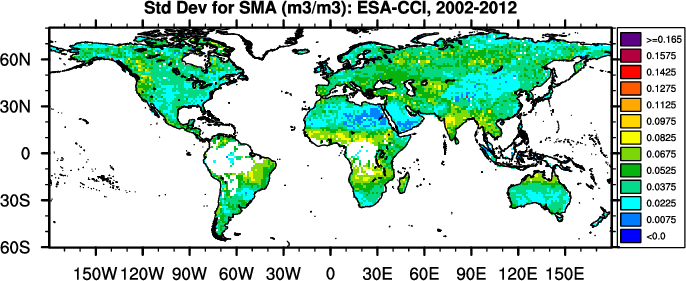 Std Dev for SMA (m3/m3): ESA-CCI, 2002-2012
>=0.165
0.1575
0.1425
0.1275
0.1125
0.0975
0.0825
0.0675
0.0525
0.0375
0.0225
0.0075
<0.0
60N
30N
0
30S
60S
150W 120W 90W 60W 30W 0 30E 60E 90E 120E 150E